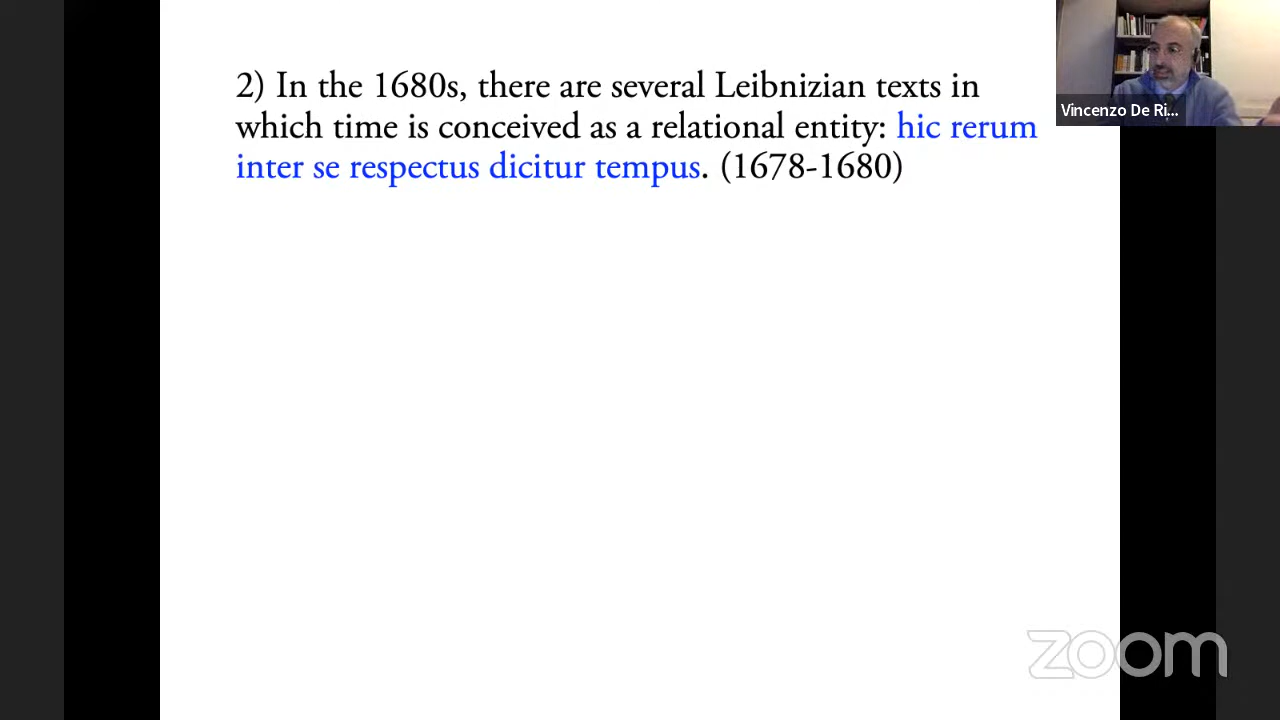 2) In the 1680s, there are several Leibnizian texts in
which time is conceived as a relational entity: hic rerum
inter se respectus dicitur tempus. (1678-1680)
Vincenzo De Ri...
zoom